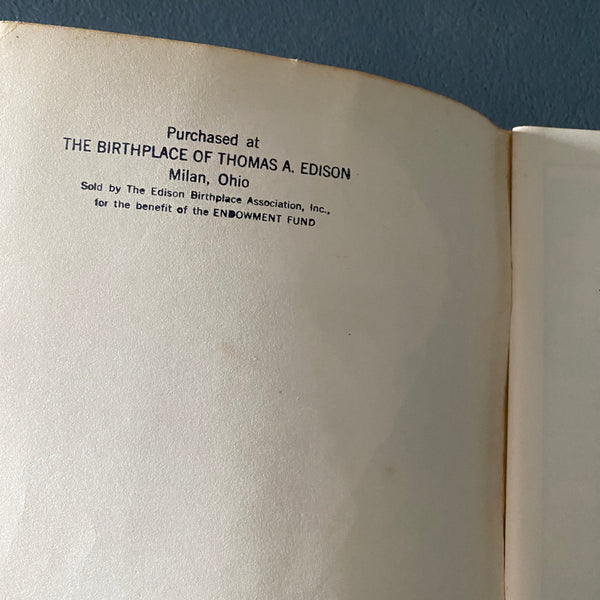 Purchased at
THE BIRTHPLACE OF THOMAS A. EDISON
Milan, Ohio
Sold by The Edison Birthplace Association, Inc.,
for the benefit of the ENDOWMENT FUND